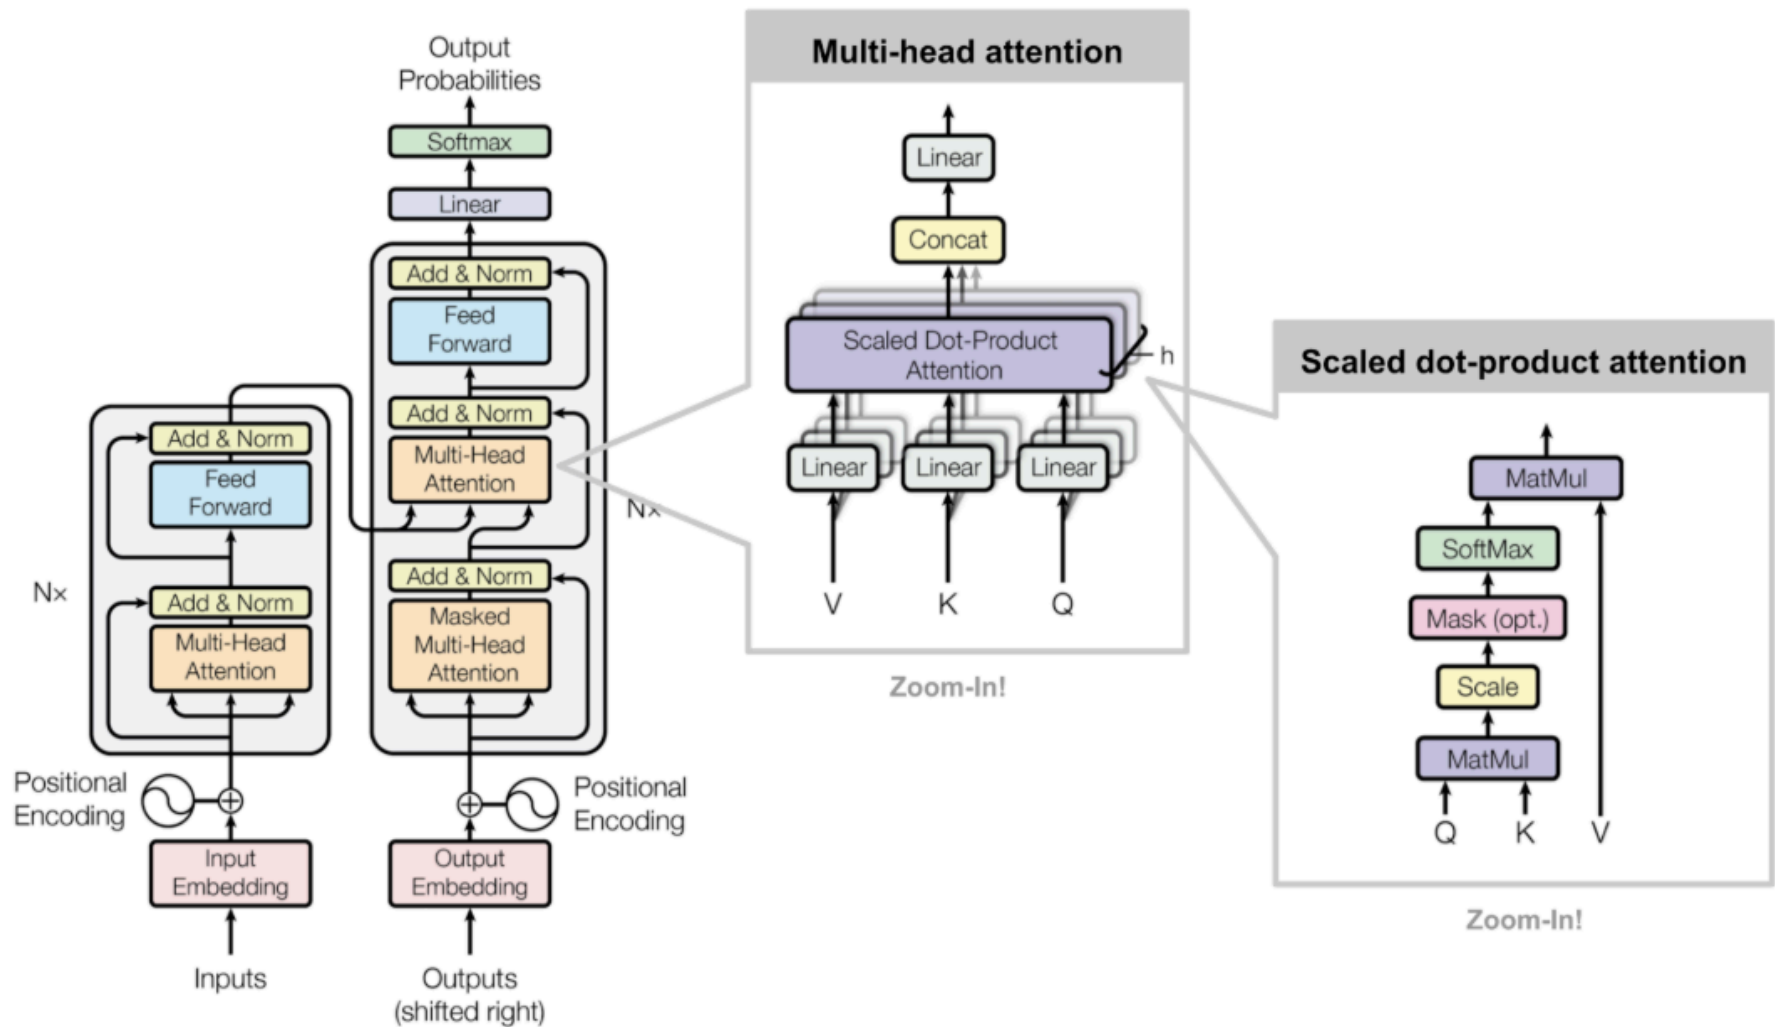 Output
Probabilities
Softmax
Linear
Add & Norm
Feed
Forward
Add & Norm
Multi-Head
Attention
Nx
Add & Norm
Masked
Multi-Head
Attention
Positional
Encoding
Output
Embedding
Outputs
(shifted right)
Add & Norm
Feed
Forward
Nx
Add & Norm
Multi-Head
Attention
Positional
Encoding
Input
Embedding
Inputs
Multi-head attention
Linear
Concat
Scaled Dot-Product
Attention
h
Linear
Linear
Linear
V
K
Q
Zoom-In!
Scaled dot-product attention
MatMul
SoftMax
Mask (opt.)
Scale
MatMul
Q
K
V
Zoom-In!